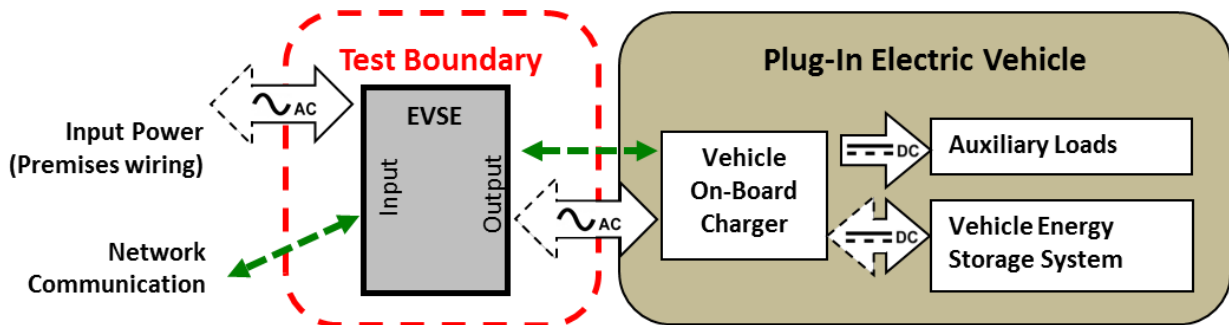 Test Boundary
Plug-In Electric Vehicle
AC
EVSE
Input Power
(Premises wiring)
Input
Output
Network
Communication
AC
Vehicle
On-Board
Charger
DC
Auxiliary Loads
DC
Vehicle Energy
Storage System